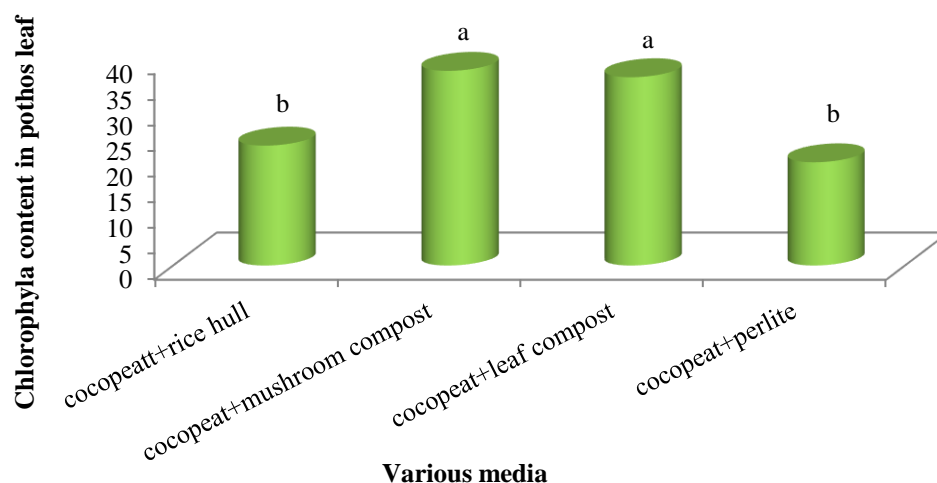 Chlorophyla content in pothos leaf
40
35
30
25
20
15
10
5
0
b
a
a
b
cocopeatt+rice hull
cocopeat+mushroom compost
cocopeat+leaf compost
cocopeat+perlite
Various media